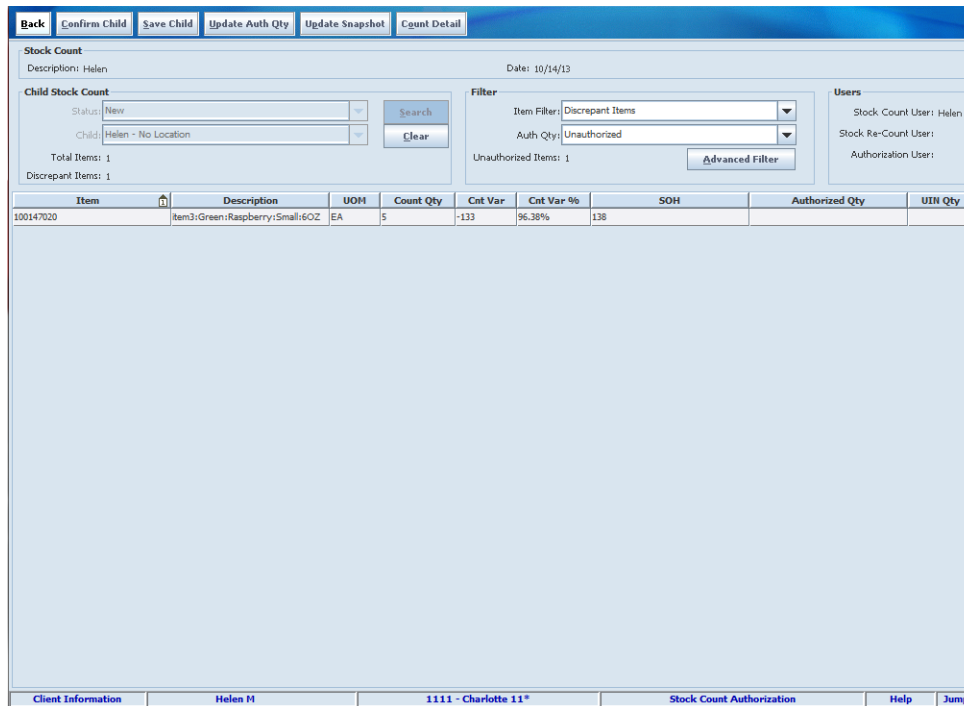 Back Confirm Child Save Child Update Auth Qty Update Snapshot Count Detail
Stock Count
Description: Helen Date: 10/14/13
Child Stock Count
Status: New
Search
Child: Helen - No Location
Clear
Total Items: 1
Discrepant Items: 1
Filter
Item Filter: Discrepant Items
Auth Qty: Unauthorized
Unauthorized Items: 1 Advanced Filter
Users
Stock Count User: Helen
Stock Re-Count User:
Authorization User:
Item 1 Description UOM Count Qty Cnt Var Cnt Var % SOH Authorized Qty UIN Qty
100147020 item3:Green:Raspberry:Small:6OZ EA 5 -133 96.38% 138
Client Information Helen M 1111 - Charlotte 11* Stock Count Authorization Help Jump